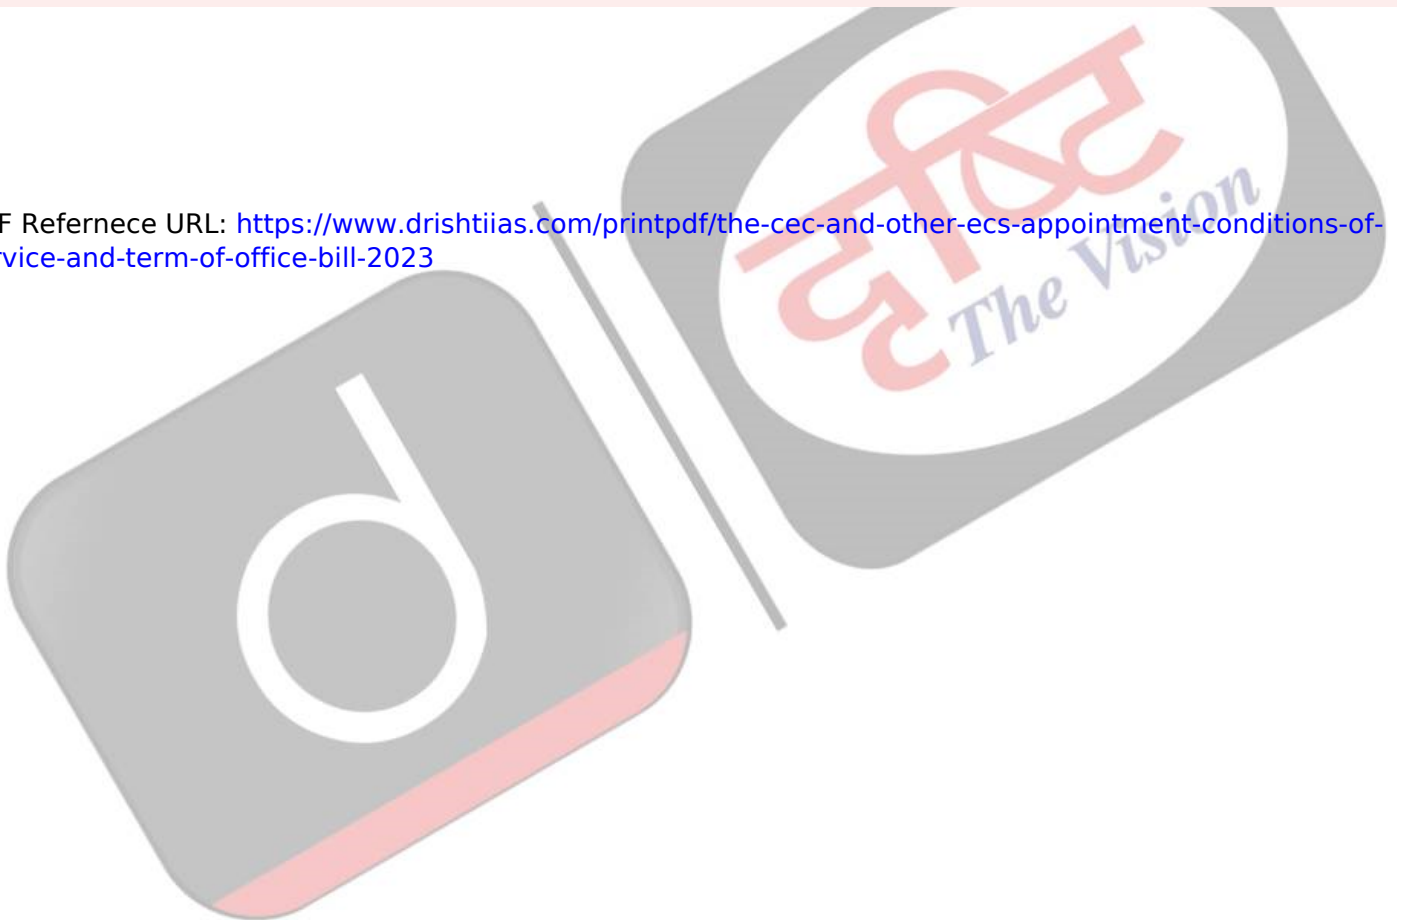 दृष्टि
The Vision
F Refernece URL: https://www.drishtiias.com/printpdf/the-cec-and-other-ecs-appointment-conditions-of-
rvice-and-term-of-office-bill-2023
d